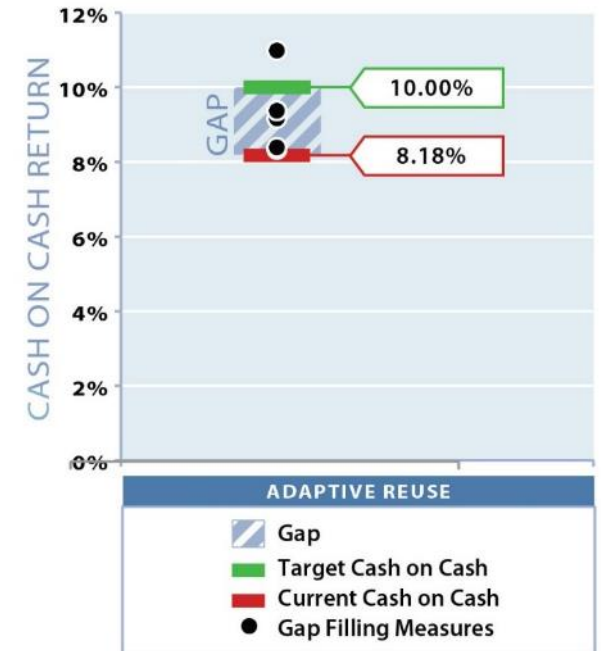 CASH ON CASH RETURN
12%
10%
8%
6%
4%
2%
0%
GAP
10.00%
8.18%
ADAPTIVE REUSE
Gap
Target Cash on Cash
Current Cash on Cash
Gap Filling Measures